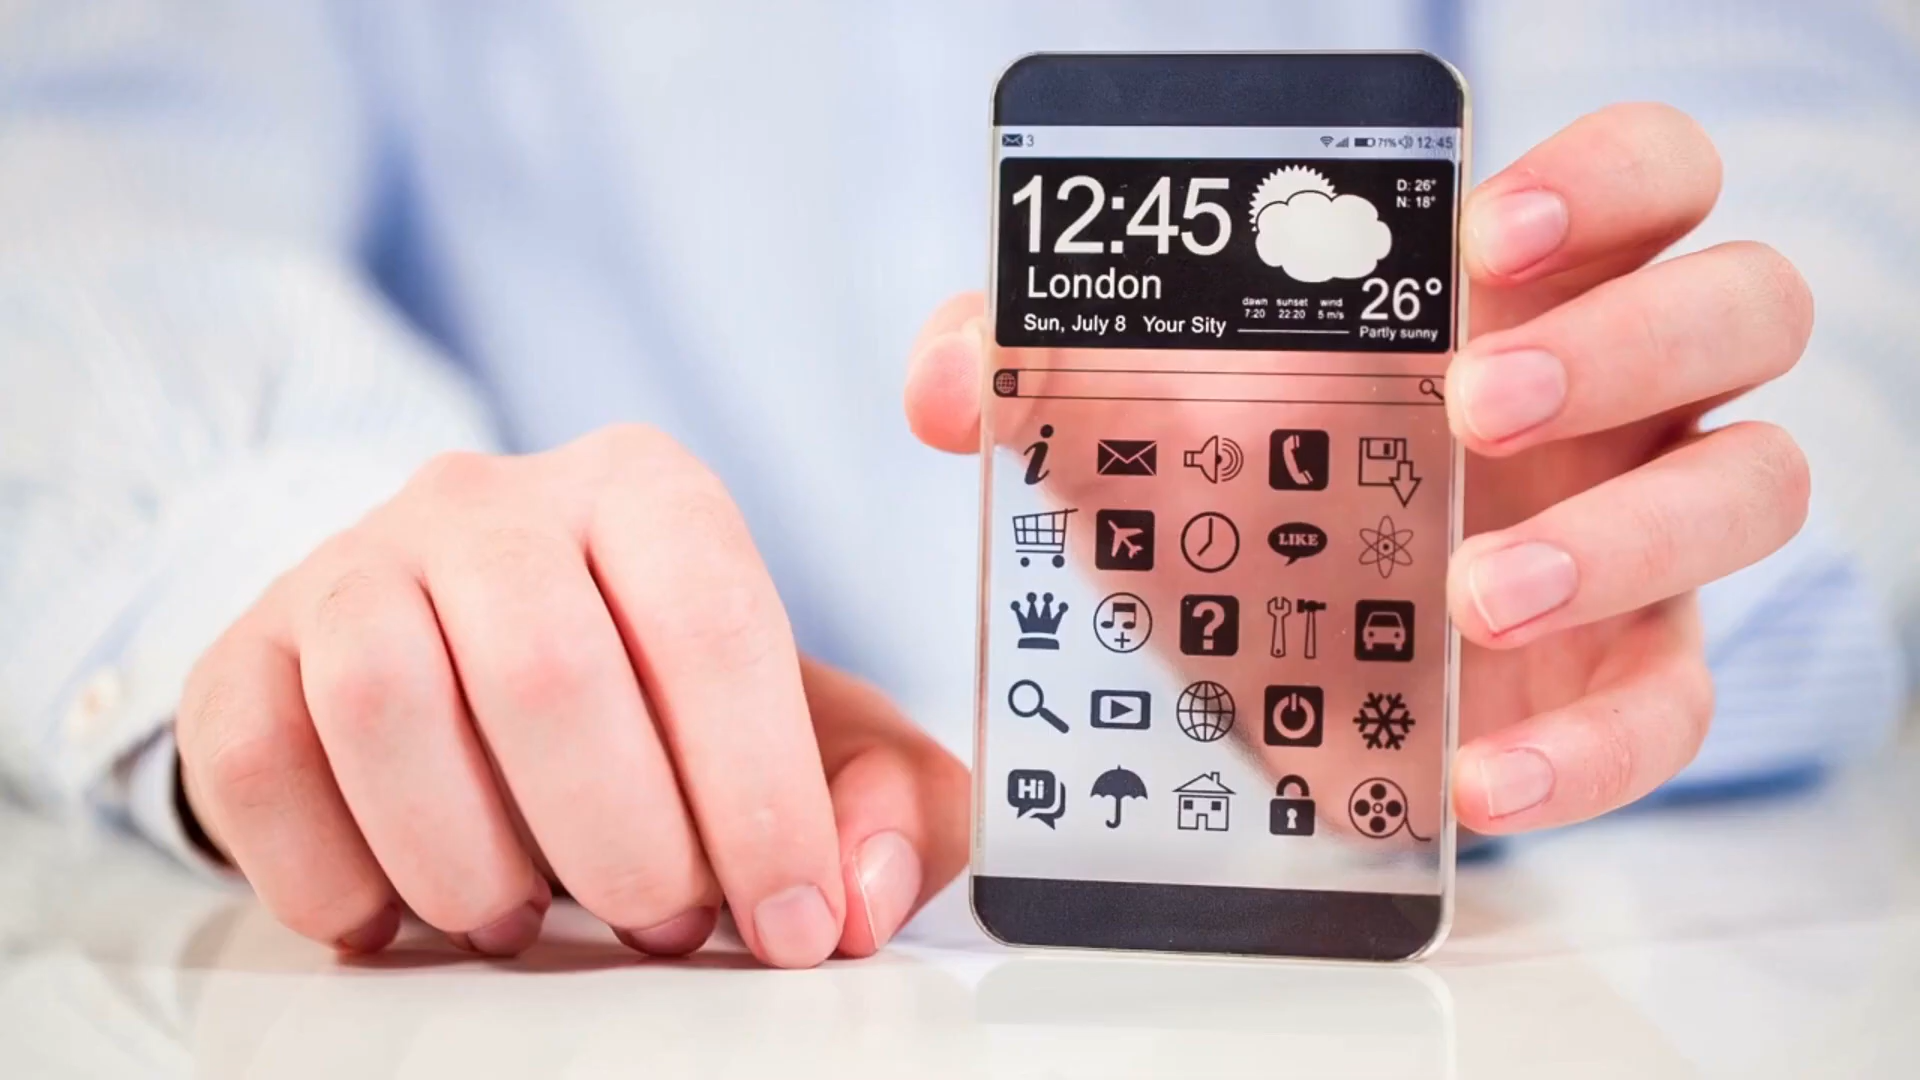 3 71% 12:45
12:45
D: 26°
N: 18°
London
dawn sunset wind
7:20 22:20 5 m/s
26°
Sun, July 8 Your Sity
Partly sunny
i
LIKE
?
Hi